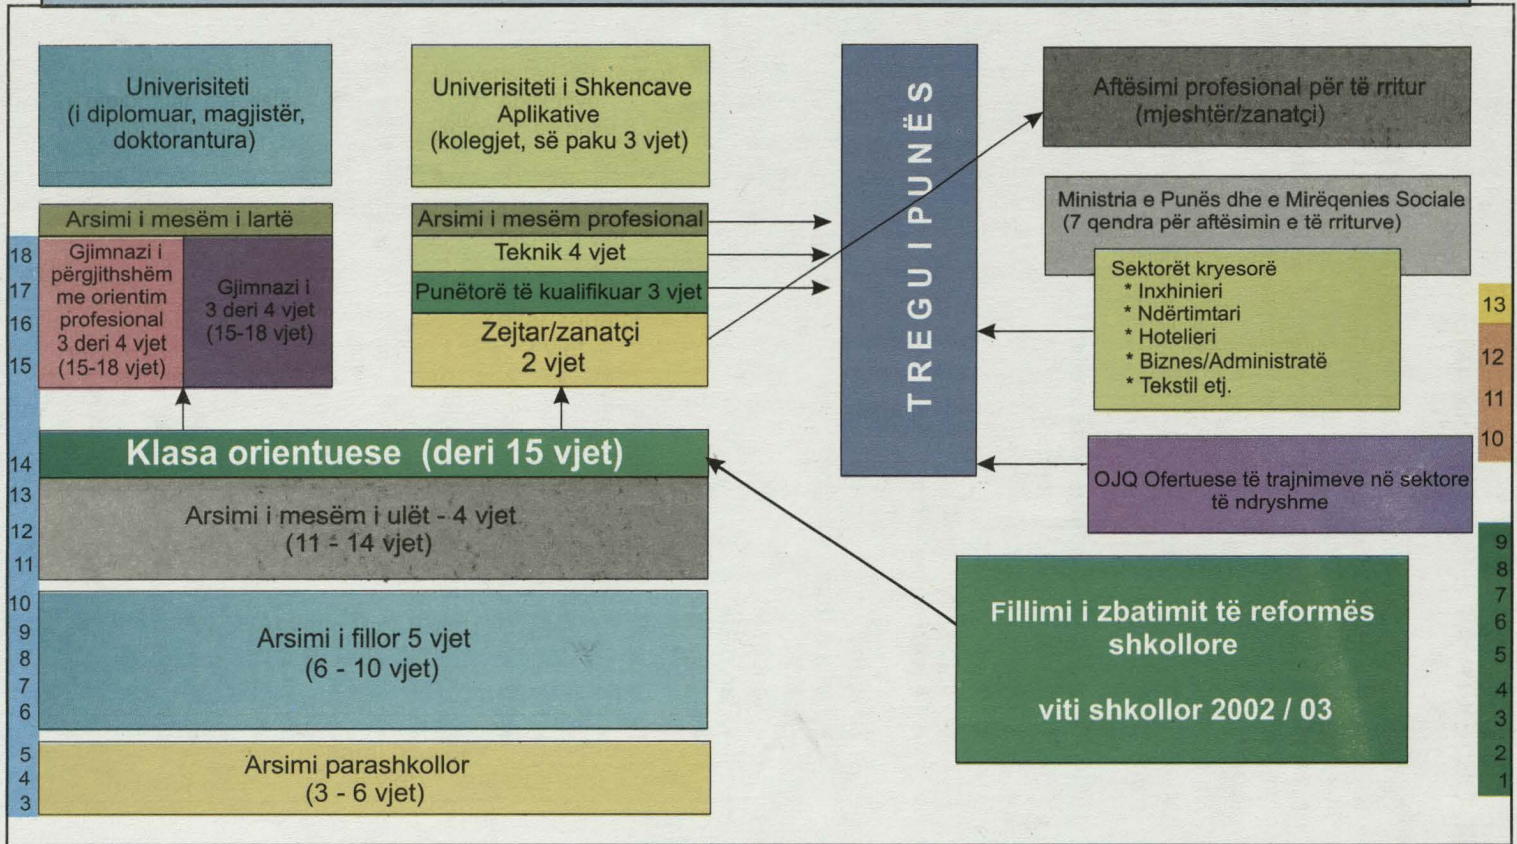 Univerisiteti
(i diplomuar, magjistër,
doktorantura)
Univerisiteti i Shkencave
Aplikative
(kolegjet, së paku 3 vjet)
TREGU I PUNËS
Aftësimi profesional për të rritur
(mjeshtër/zanatçi)
Arsimi i mesëm i lartë
Gjimnazi i
përgjithshëm
me orientim
profesional
3 deri 4 vjet
(15-18 vjet)
Gjimnazi i
3 deri 4 vjet
(15-18 vjet)
Arsimi i mesëm profesional
Teknik 4 vjet
Punëtorë të kualifikuar 3 vjet
Zejtar/zanatçi
2 vjet
Ministria e Punës dhe e Mirëqenies Sociale
(7 qendra për aftësimin e të rriturve)
Sektorët kryesorë
* Inxhinieri
* Ndërtimtari
* Hotelieri
* Biznes/Administratë
* Tekstil etj.
OJQ Ofertuese të trajnimeve në sektore
të ndryshme
Klasa orientuese (deri 15 vjet)
Arsimi i mesëm i ulët - 4 vjet
(11 - 14 vjet)
Arsimi i fillor 5 vjet
(6 - 10 vjet)
Arsimi parashkollor
(3 - 6 vjet)
Fillimi i zbatimit të reformës
shkollore
viti shkollor 2002 / 03
18
17
16
15
14
13
12
11
10
9
8
7
6
5
4
3
13
12
11
10
9
8
7
6
5
4
3
2
1